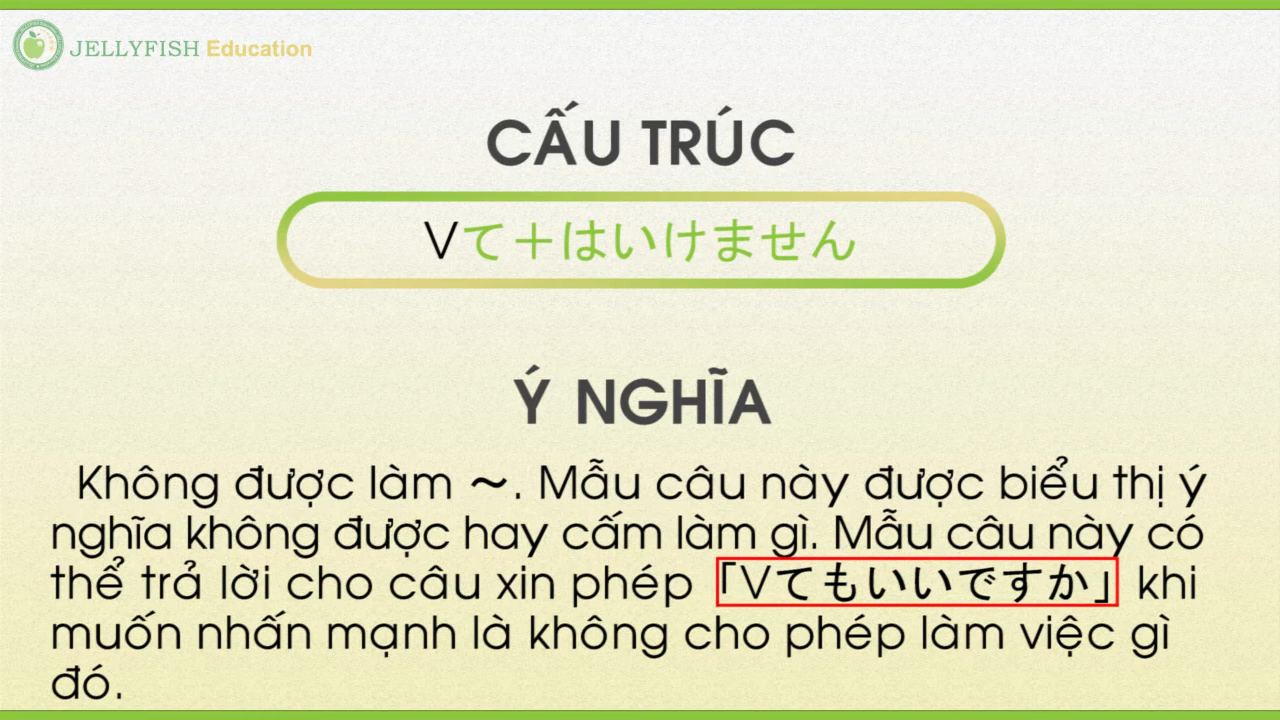 JELLYFISH Education
CẤU TRÚC
Vて＋はいけません
Ý NGHĨA
Không được làm ～. Mẫu câu này được biểu thị ý
nghĩa không được hay cấm làm gì. Mẫu câu này có
thể trả lời cho câu xin phép「Vてもいいですか」khi
muốn nhấn mạnh là không cho phép làm việc gì
đó.